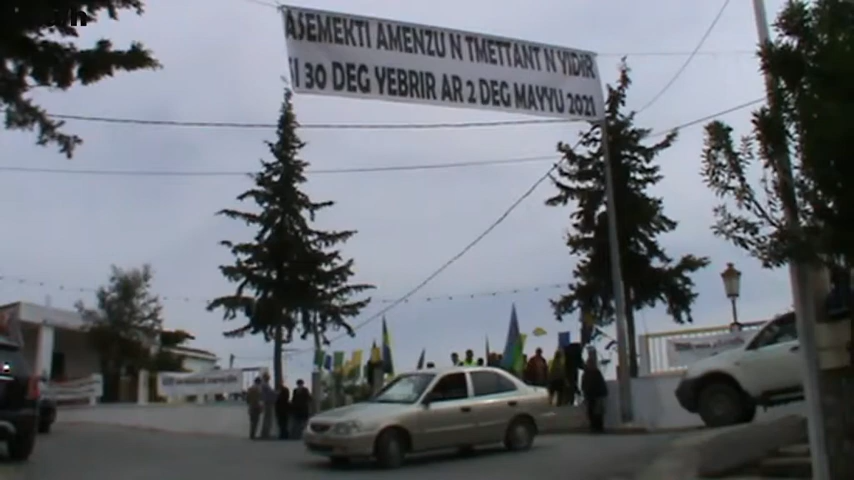 ASEMEKTI AMENZU N TMETTANT N YIDIR
30 DEG YEBRIR AR 2 DEG MAYYU 2021